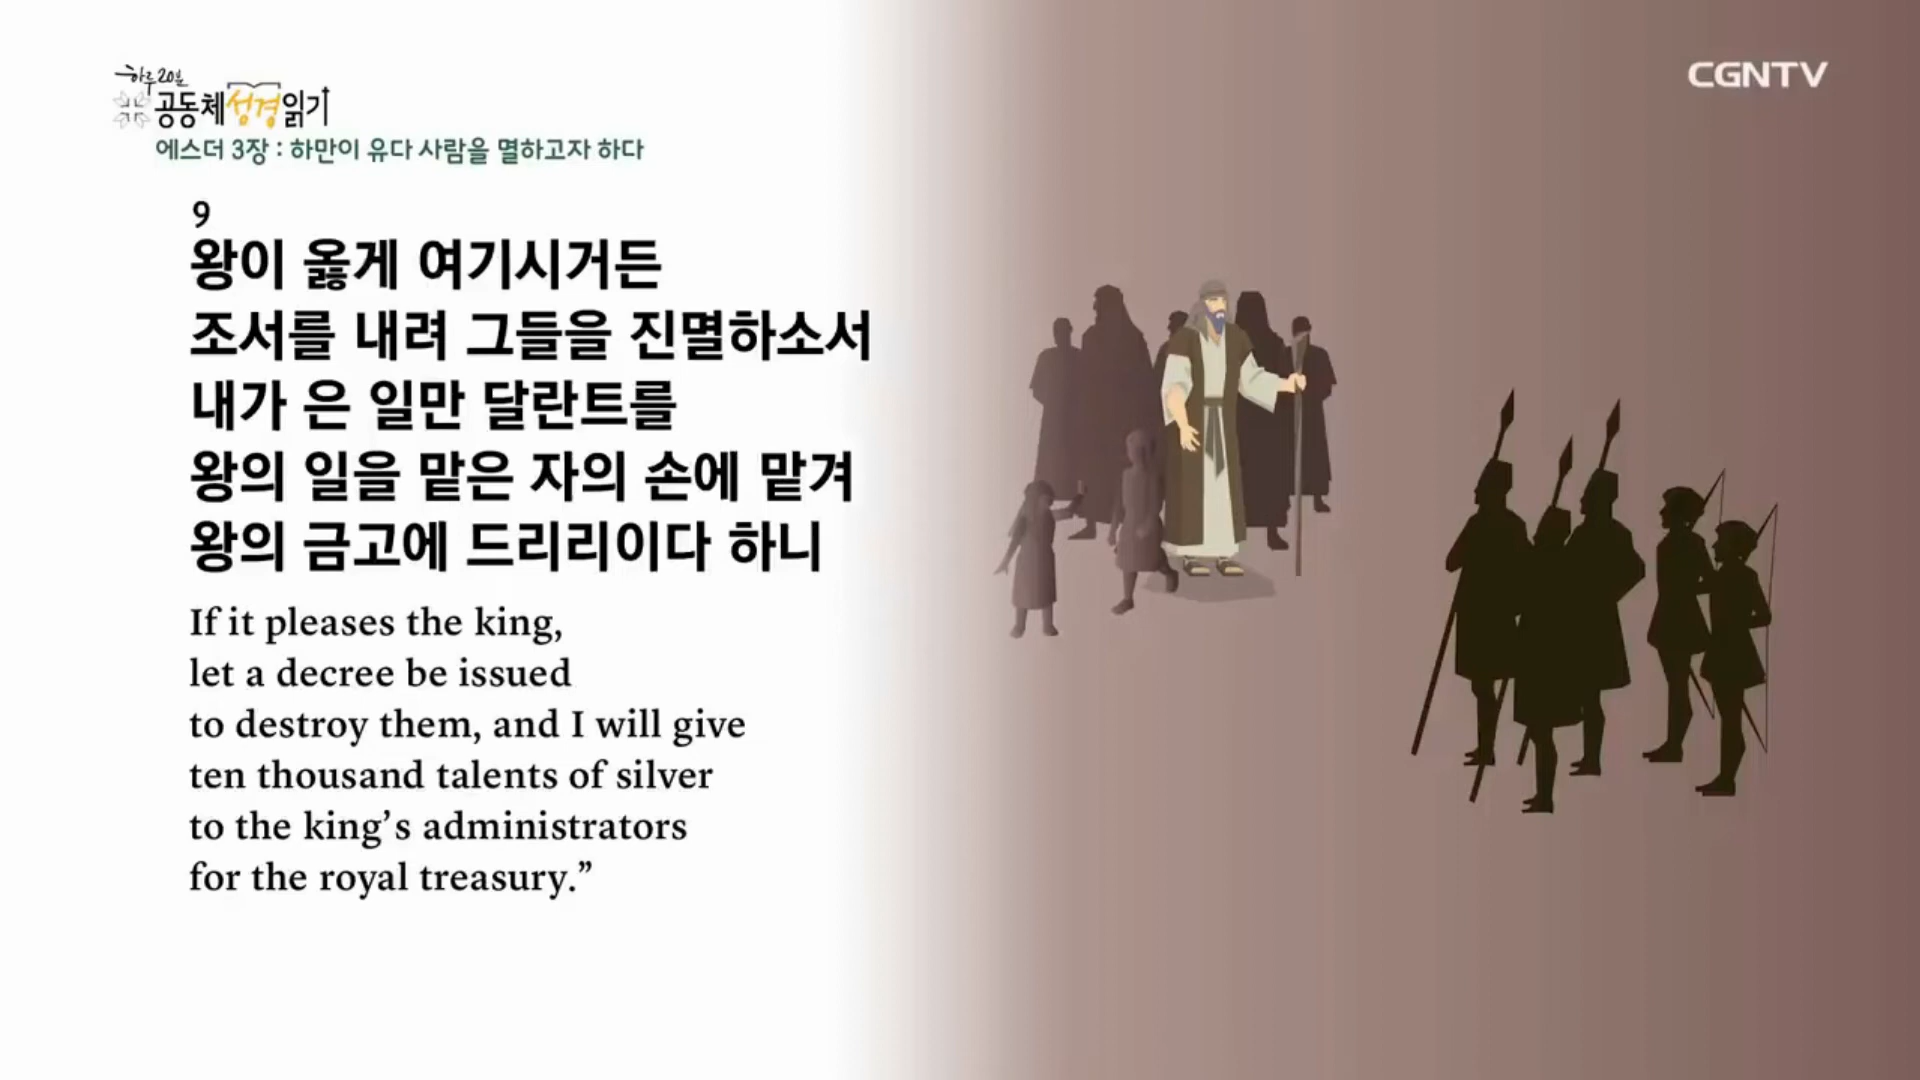 하루 20분
공동체성경읽기
CGNTV
에스더 3장 : 하만이 유다 사람을 멸하고자 하다
9
왕이 옳게 여기시거든
조서를 내려 그들을 진멸하소서
내가 은 일만 달란트를
왕의 일을 맡은 자의 손에 맡겨
왕의 금고에 드리리이다 하니
If it pleases the king,
let a decree be issued
to destroy them, and I will give
ten thousand talents of silver
to the king’s administrators
for the royal treasury.”